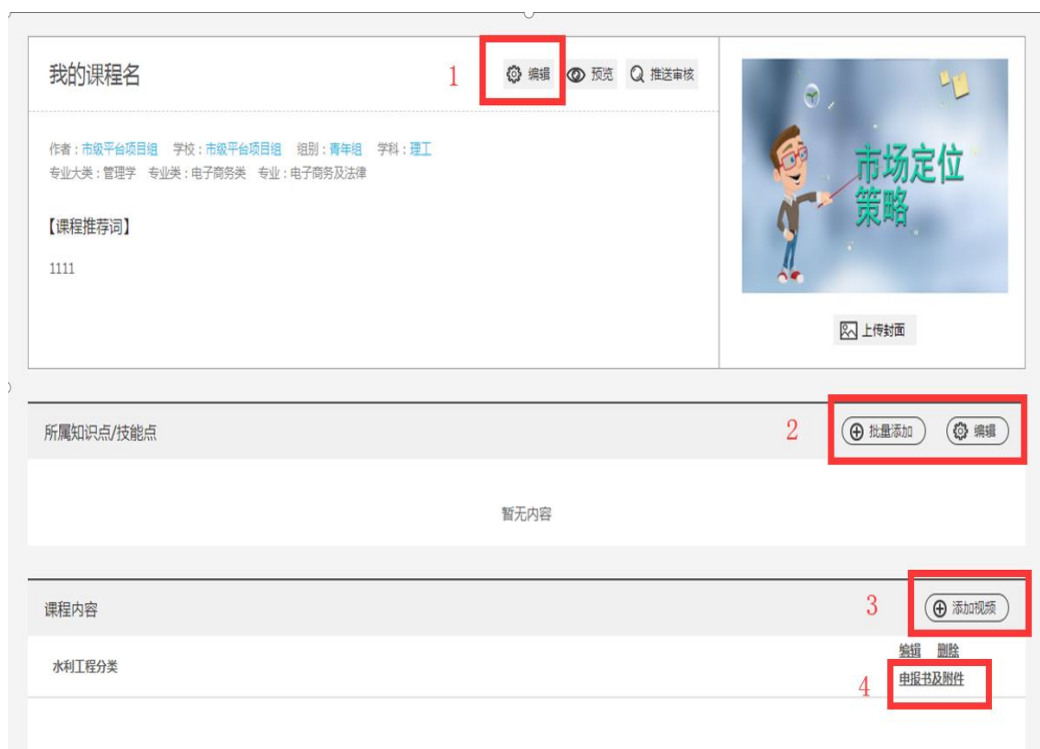 我的课程名
1
编辑
预览
推送审核
作者：市级平台项目组 学校：市级平台项目组 组别：青年组 学科：理工
专业大类：管理学 专业类：电子商务类 专业：电子商务及法律
【课程推荐词】
1111
市场定位
策略
上传封面
所属知识点/技能点
2
批量添加
编辑
暂无内容
课程内容
3
添加视频
水利工程分类
编辑 删除
4
申报书及附件